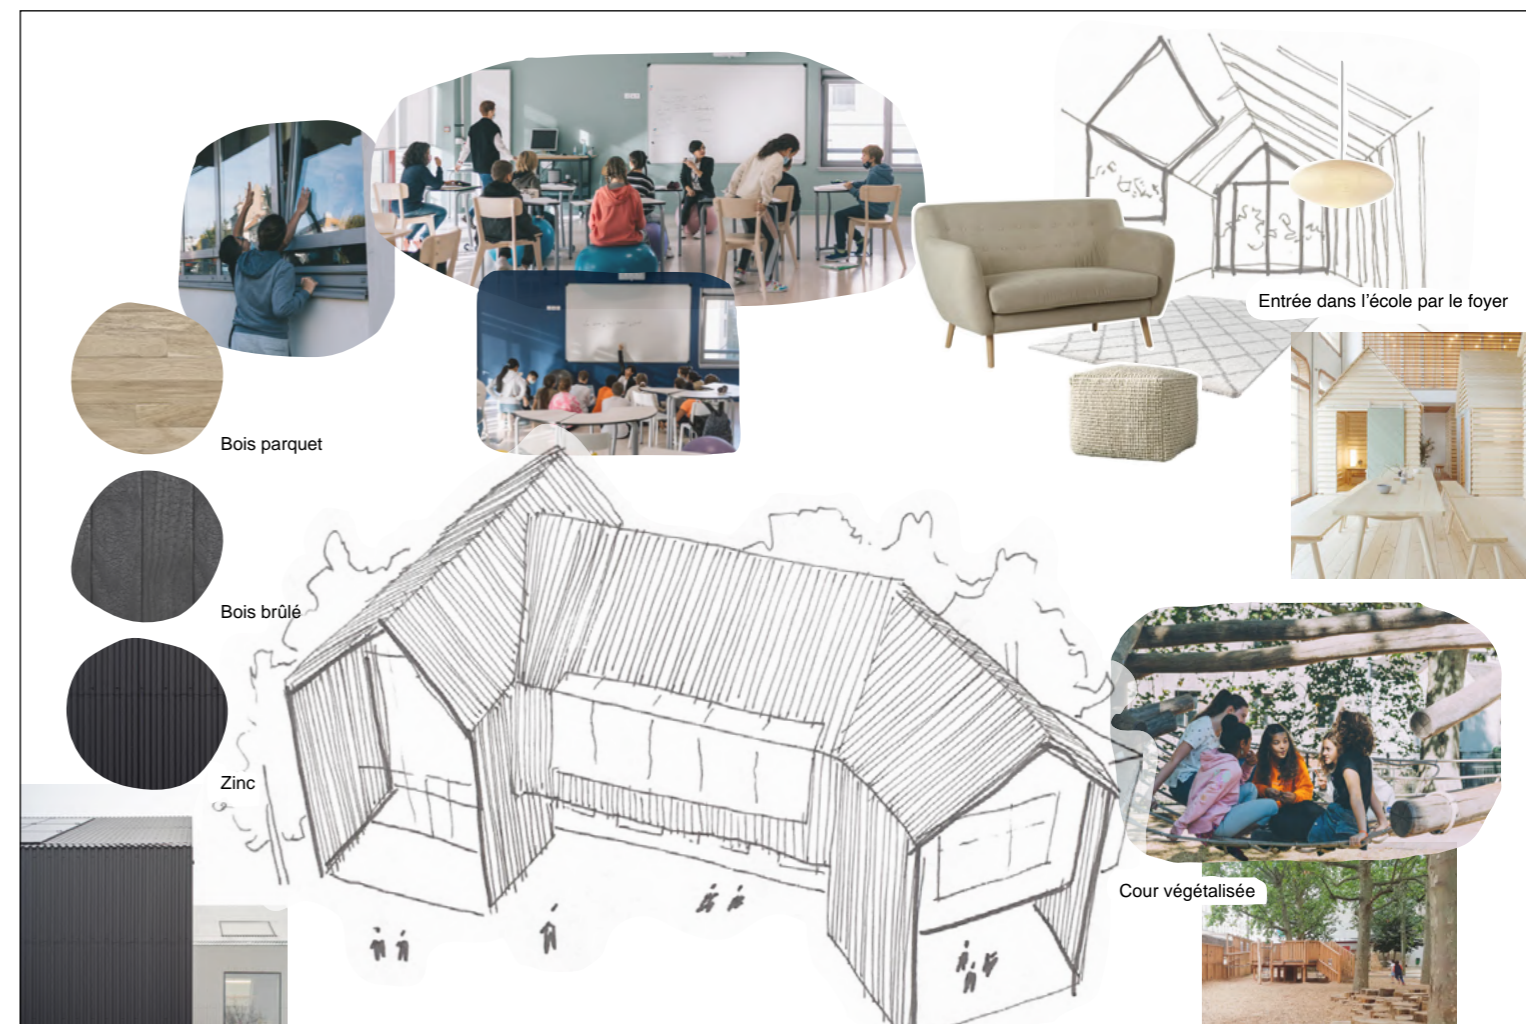 Entrée dans l’école par le foyer
Bois parquet
Bois brûlé
Zinc
Cour végétalisée